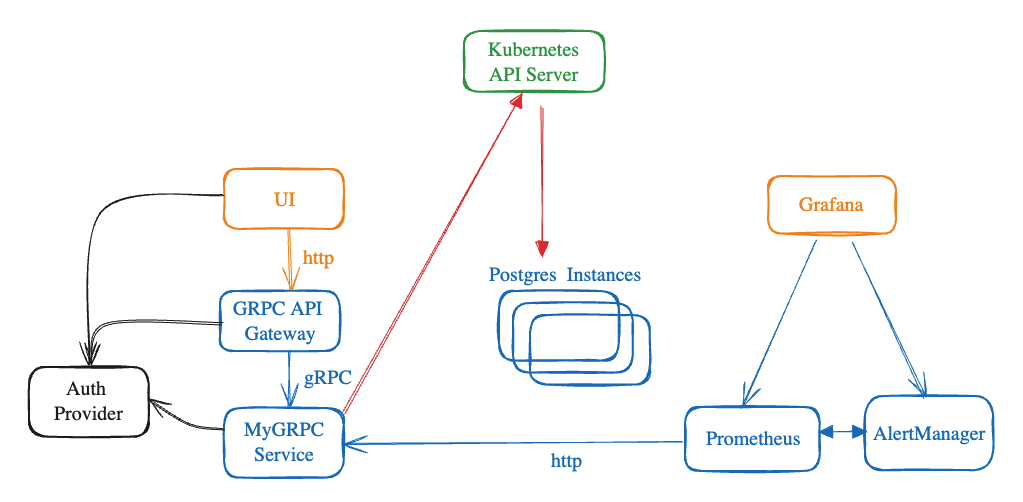 Kubernetes
API Server
UI
Grafana
http
Postgres Instances
GRPC API
Gateway
gRPC
Auth
Provider
MyGRPC
Service
Prometheus
AlertManager
http